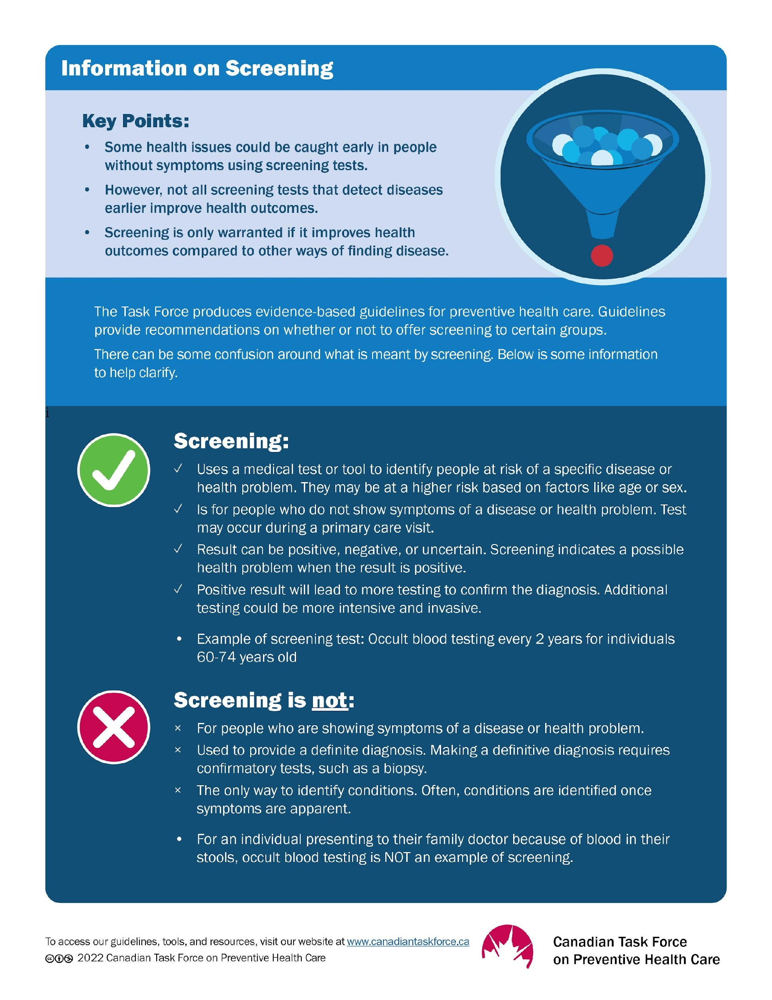 Information on Screening
Key Points:
• Some health issues could be caught early in people
without symptoms using screening tests.
• However, not all screening tests that detect diseases
earlier improve health outcomes.
• Screening is only warranted if it improves health
outcomes compared to other ways of finding disease.
The Task Force produces evidence-based guidelines for preventive health care. Guidelines
provide recommendations on whether or not to offer screening to certain groups.
There can be some confusion around what is meant by screening. Below is some information
to help clarify.
i
Screening:
✓ Uses a medical test or tool to identify people at risk of a specific disease or
health problem. They may be at a higher risk based on factors like age or sex.
✓ Is for people who do not show symptoms of a disease or health problem. Test
may occur during a primary care visit.
✓ Result can be positive, negative, or uncertain. Screening indicates a possible
health problem when the result is positive.
✓ Positive result will lead to more testing to confirm the diagnosis. Additional
testing could be more intensive and invasive.
• Example of screening test: Occult blood testing every 2 years for individuals
60-74 years old
Screening is not:
× For people who are showing symptoms of a disease or health problem.
× Used to provide a definite diagnosis. Making a definitive diagnosis requires
confirmatory tests, such as a biopsy.
× The only way to identify conditions. Often, conditions are identified once
symptoms are apparent.
• For an individual presenting to their family doctor because of blood in their
stools, occult blood testing is NOT an example of screening.
To access our guidelines, tools, and resources, visit our website at www.canadiantaskforce.ca
2022 Canadian Task Force on Preventive Health Care
Canadian Task Force
on Preventive Health Care